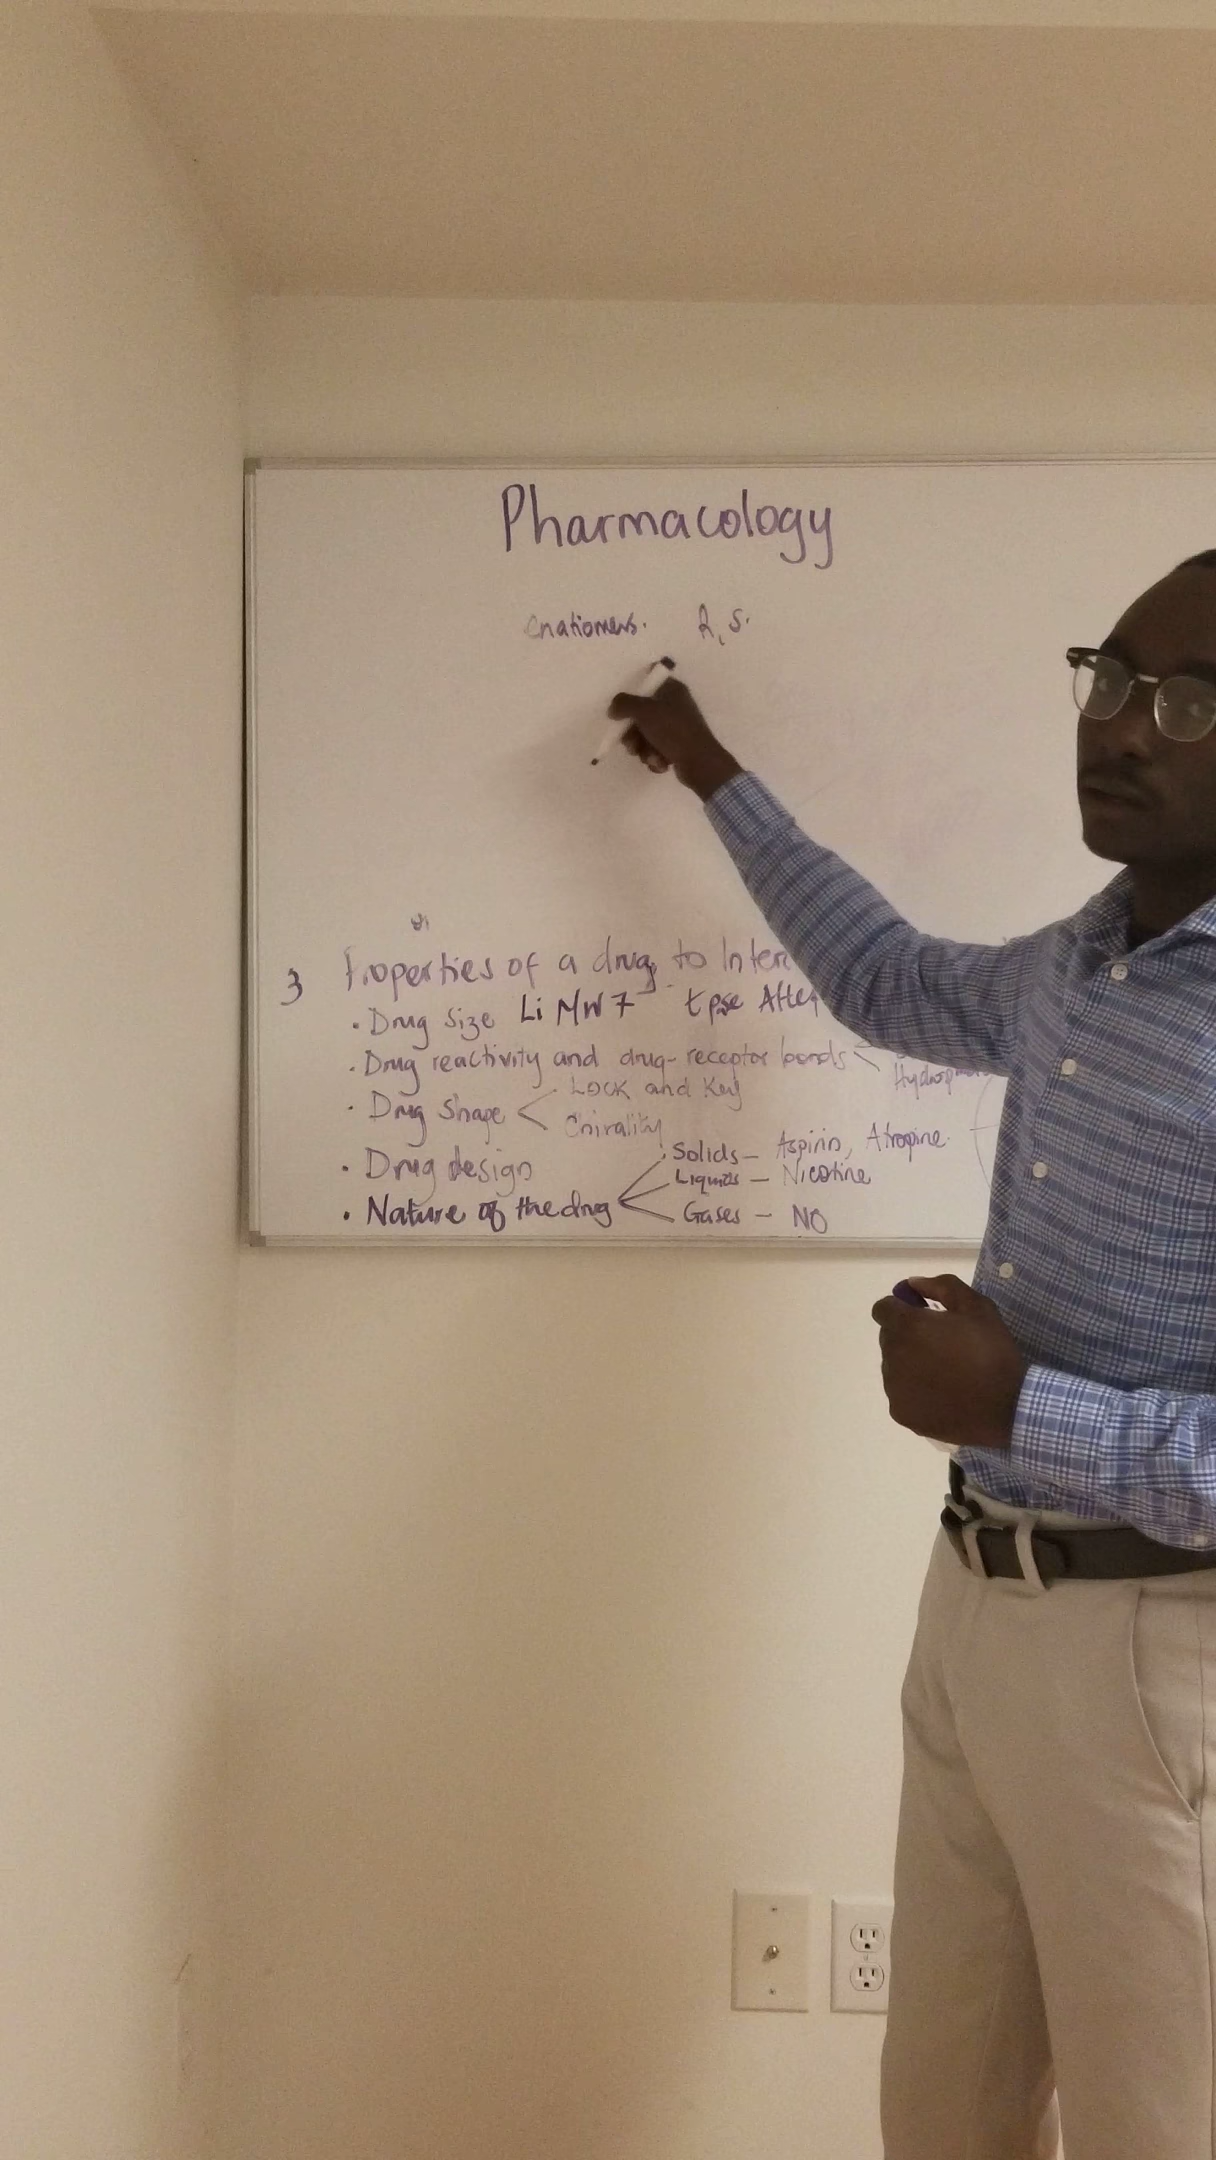 Pharmacology
Enatiomers. R, S.
3 Properties of a drug, to Inter
• Drug size Li MW7 tpse Alte
• Drug reactivity and drug-receptor bonds
• Drug shape Lock and Key
Chirality
• Drug design
• Nature of the drug Solids – Aspirin, Atropine.
Liquids – Nicotine
Gases – NO